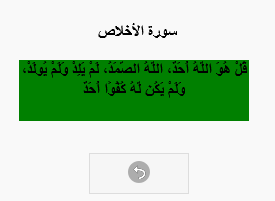 سورة الأخلاص
قُلْ هُوَ اللَّهُ أَحَدٌ، اللَّهُ الصَّمَدُ، لَمْ يَلِدْ وَلَمْ يُولَدْ،
وَلَمْ يَكُن لَّهُ كُفُوًا أَحَدٌ